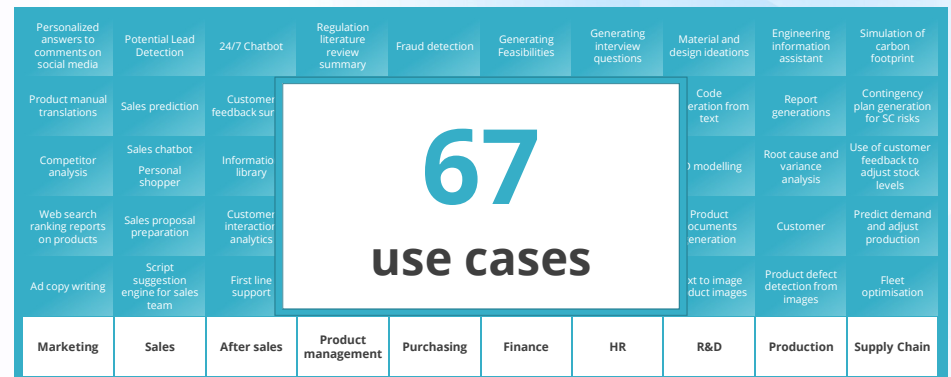 Personalized
answers to
comments on
social media
Potential Lead
Detection
24/7 Chatbot
Regulation
literature
review
summary
Fraud detection
Generating
Feasibilities
Generating
interview
questions
Material and
design ideations
Engineering
information
assistant
Simulation of
carbon
footprint
Product manual
translations
Sales prediction
Customer
feedback
Code
from
text
Report
generations
Contingency
plan generation
for SC risks
Competitor
analysis
Sales chatbot
Personal
shopper
library
modelling
Root cause and
variance
analysis
Use of customer
feedback to
adjust stock
levels
Web search
ranking reports
on products
Sales proposal
preparation
Customer
interaction
analytics
Product
Customer
Predict demand
and adjust
production
Ad copy writing
Script
suggestion
engine for sales
team
First line
support
to image
images
Product defect
detection from
images
Fleet
optimisation
67
use cases
Marketing
Sales
After sales
Product
management
Purchasing
Finance
HR
R&D
Production
Supply Chain